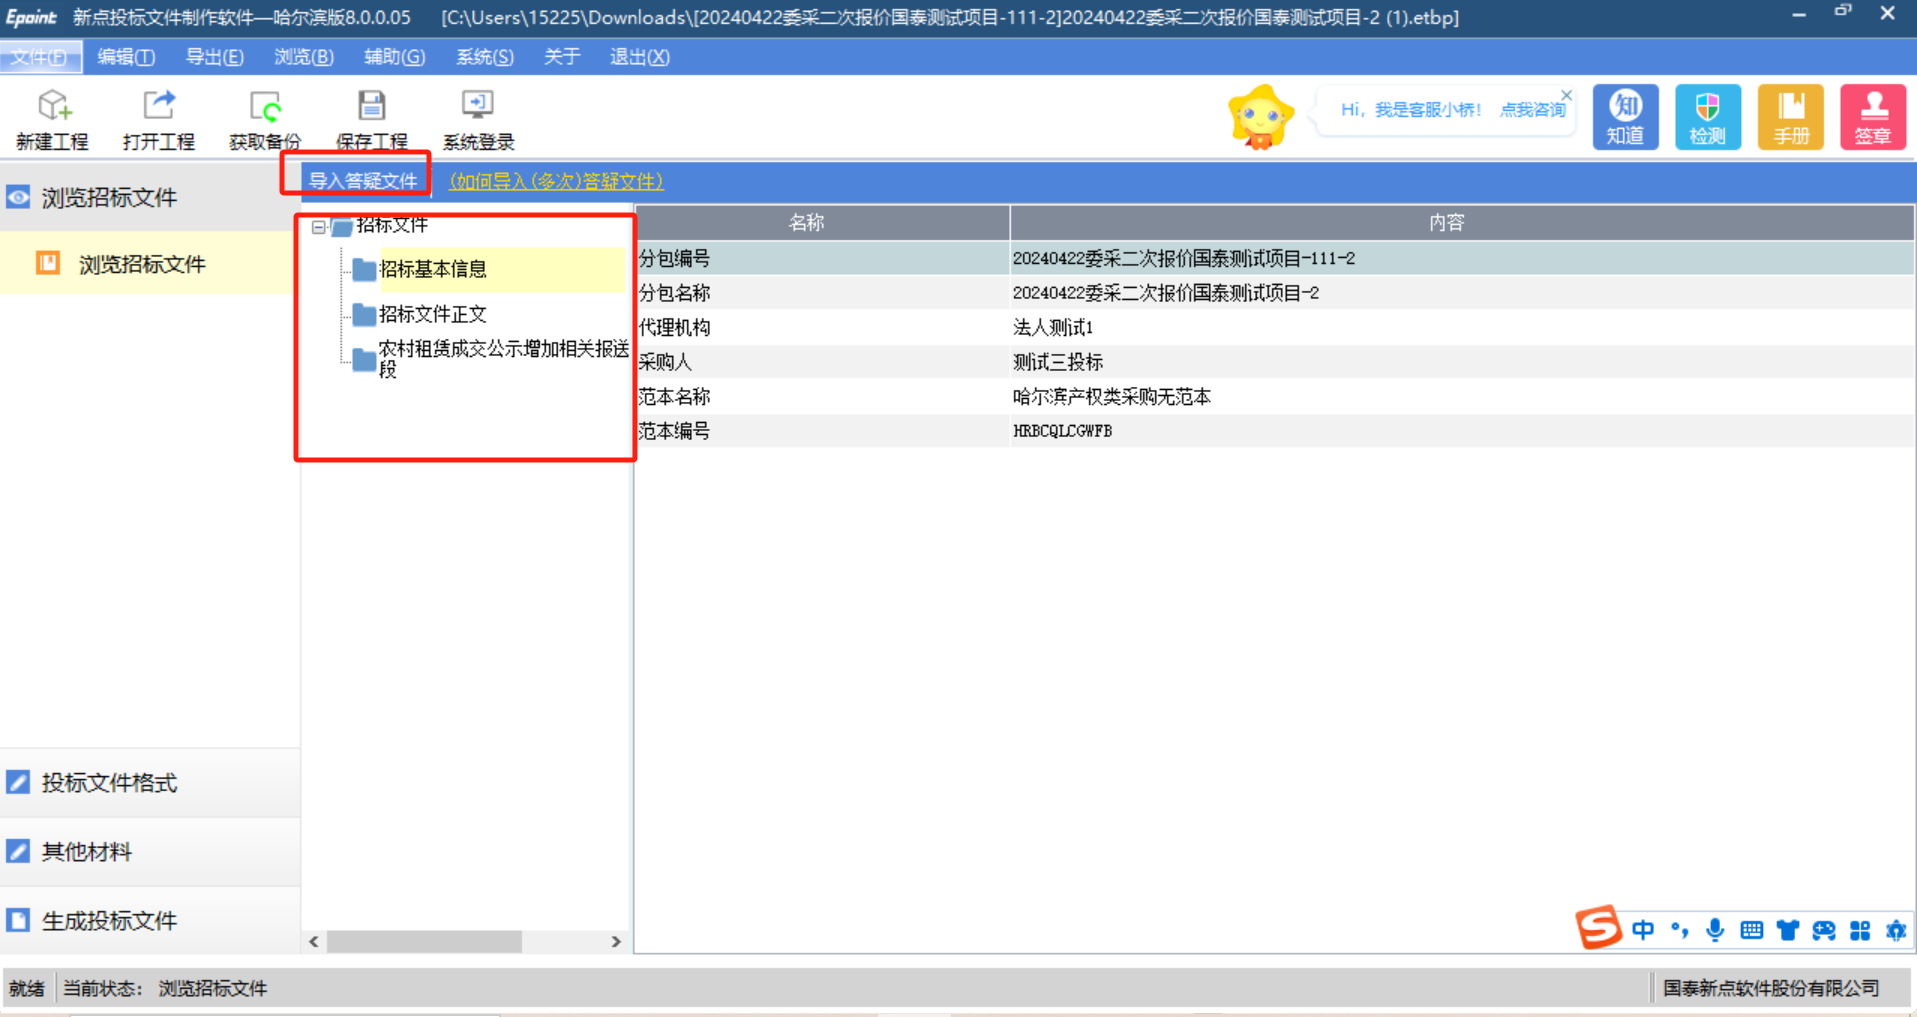 Epoint 新点投标文件制作软件—哈尔滨版8.0.0.05 [C:\Users\15225\Downloads\[20240422委采二次报价国泰测试项目-111-2]20240422委采二次报价国泰测试项目-2 (1).etbp]
文件(F) 编辑(T) 导出(E) 浏览(B) 辅助(G) 系统(S) 关于 退出(X)
新建工程 打开工程 获取备份 保存工程 系统登录
Hi，我是客服小桥！ 点我咨询
知 知道 检测 手册 签章
浏览招标文件
浏览招标文件
投标文件格式
其他材料
生成投标文件
导入答疑文件 (如何导入(多次)答疑文件)
招标文件
招标基本信息
招标文件正文
农村租赁成交公示增加相关报送
段
名称 内容
分包编号 20240422委采二次报价国泰测试项目-111-2
分包名称 20240422委采二次报价国泰测试项目-2
代理机构 法人测试1
采购人 测试三投标
范本名称 哈尔滨产权类采购无范本
范本编号 HRBCQLCGWFB
S 中
就绪 当前状态： 浏览招标文件 国泰新点软件股份有限公司